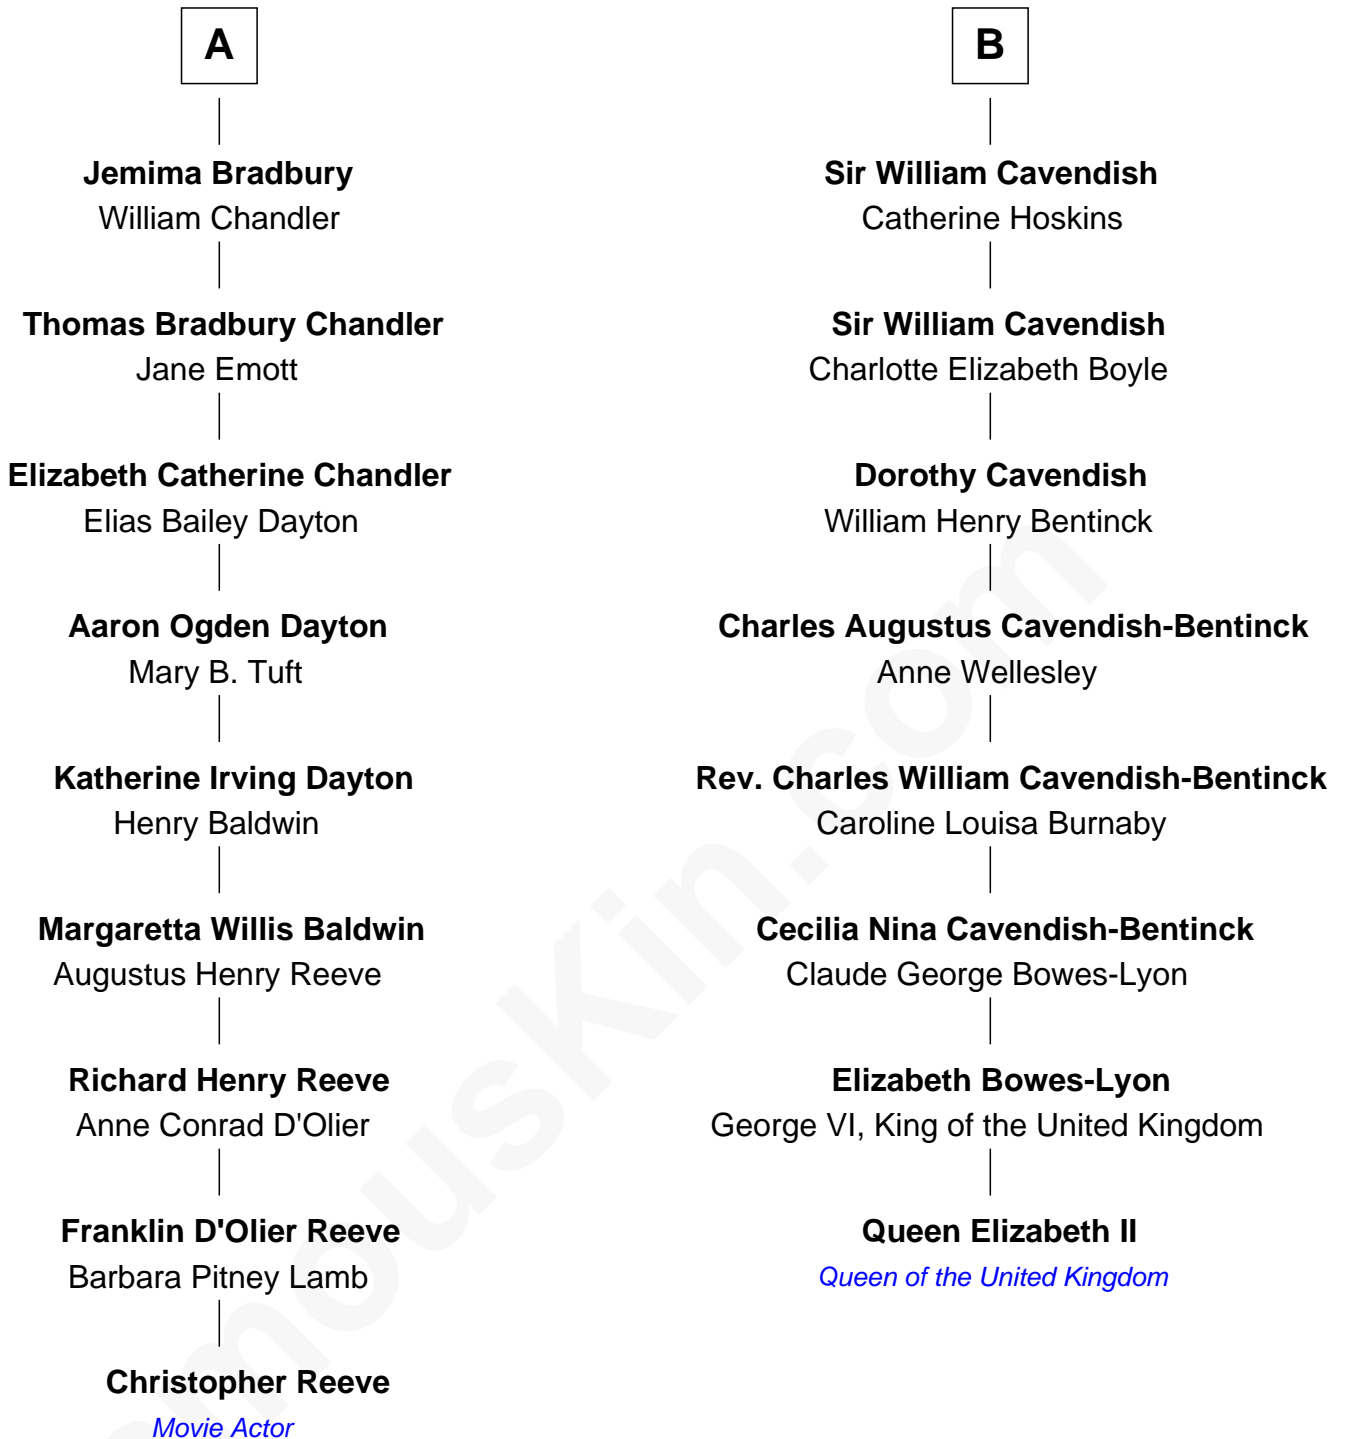 A
Jemima Bradbury
William Chandler
Thomas Bradbury Chandler
Jane Emott
Elizabeth Catherine Chandler
Elias Bailey Dayton
Aaron Ogden Dayton
Mary B. Tuft
Katherine Irving Dayton
Henry Baldwin
Margaretta Willis Baldwin
Augustus Henry Reeve
Richard Henry Reeve
Anne Conrad D'Olier
Franklin D'Olier Reeve
Barbara Pitney Lamb
Christopher Reeve
Movie Actor
B
Sir William Cavendish
Catherine Hoskins
Sir William Cavendish
Charlotte Elizabeth Boyle
Dorothy Cavendish
William Henry Bentinck
Charles Augustus Cavendish-Bentinck
Anne Wellesley
Rev. Charles William Cavendish-Bentinck
Caroline Louisa Burnaby
Cecilia Nina Cavendish-Bentinck
Claude George Bowes-Lyon
Elizabeth Bowes-Lyon
George VI, King of the United Kingdom
Queen Elizabeth II
Queen of the United Kingdom
mousKin.com